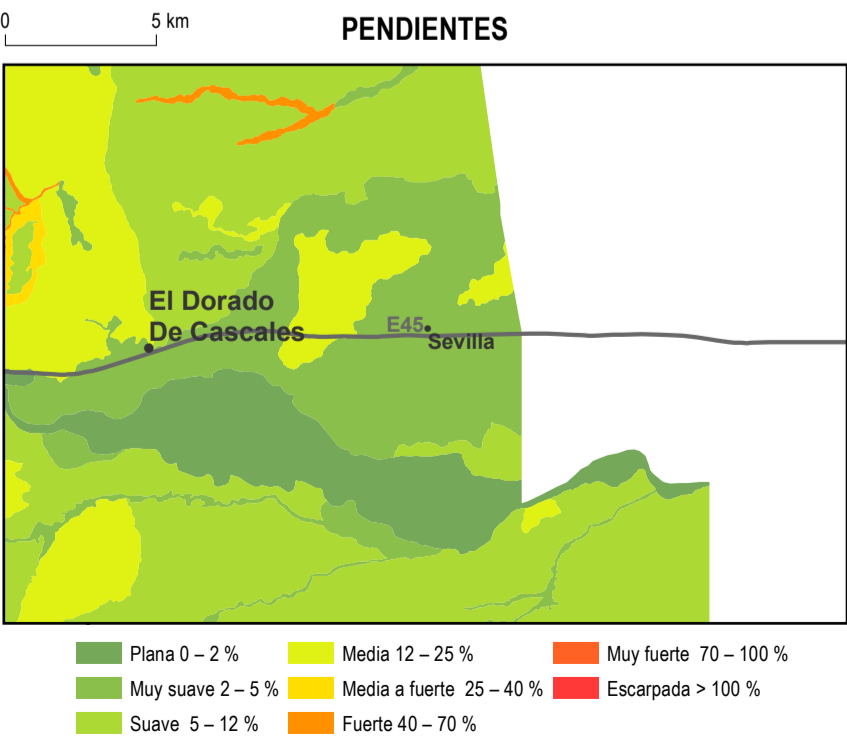 0 5 km
PENDIENTES
El Dorado
De Cascales
E45
Sevilla
Plana 0 – 2 %
Muy suave 2 – 5 %
Suave 5 – 12 %
Media 12 – 25 %
Media a fuerte 25 – 40 %
Fuerte 40 – 70 %
Muy fuerte 70 – 100 %
Escarpada > 100 %